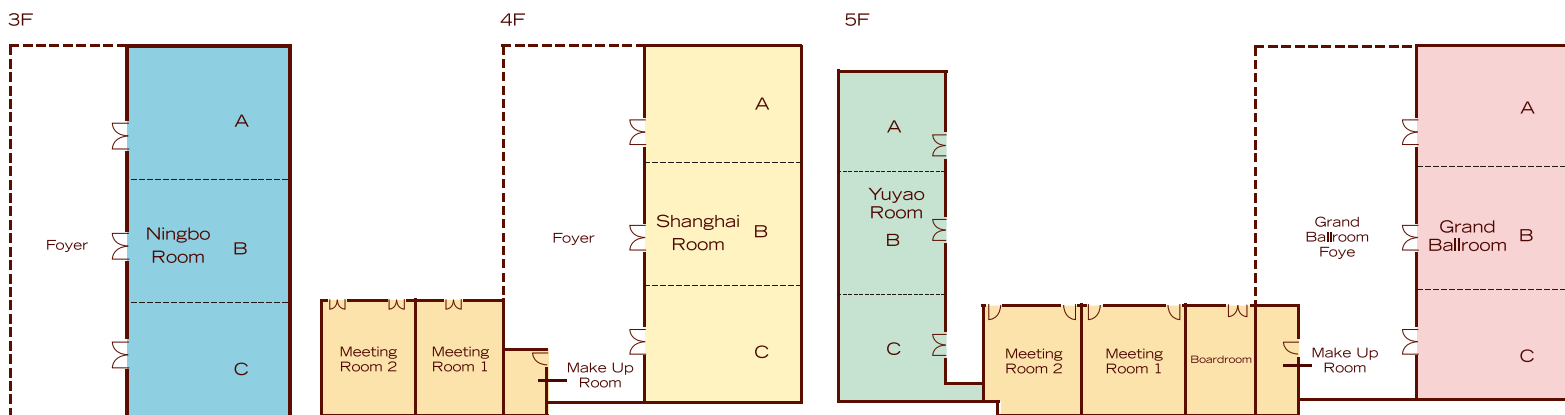 3F
4F
5F
Foyer
Ningbo
Room
A
B
C
Foyer
Shanghai
Room
A
B
C
Meeting
Room 2
Meeting
Room 1
Make Up
Room
A
Yuyao
Room
B
C
Meeting
Room 2
Meeting
Room 1
Boardroom
Make Up
Room
Grand
Ballroom
Foye
Grand
Ballroom
A
B
C